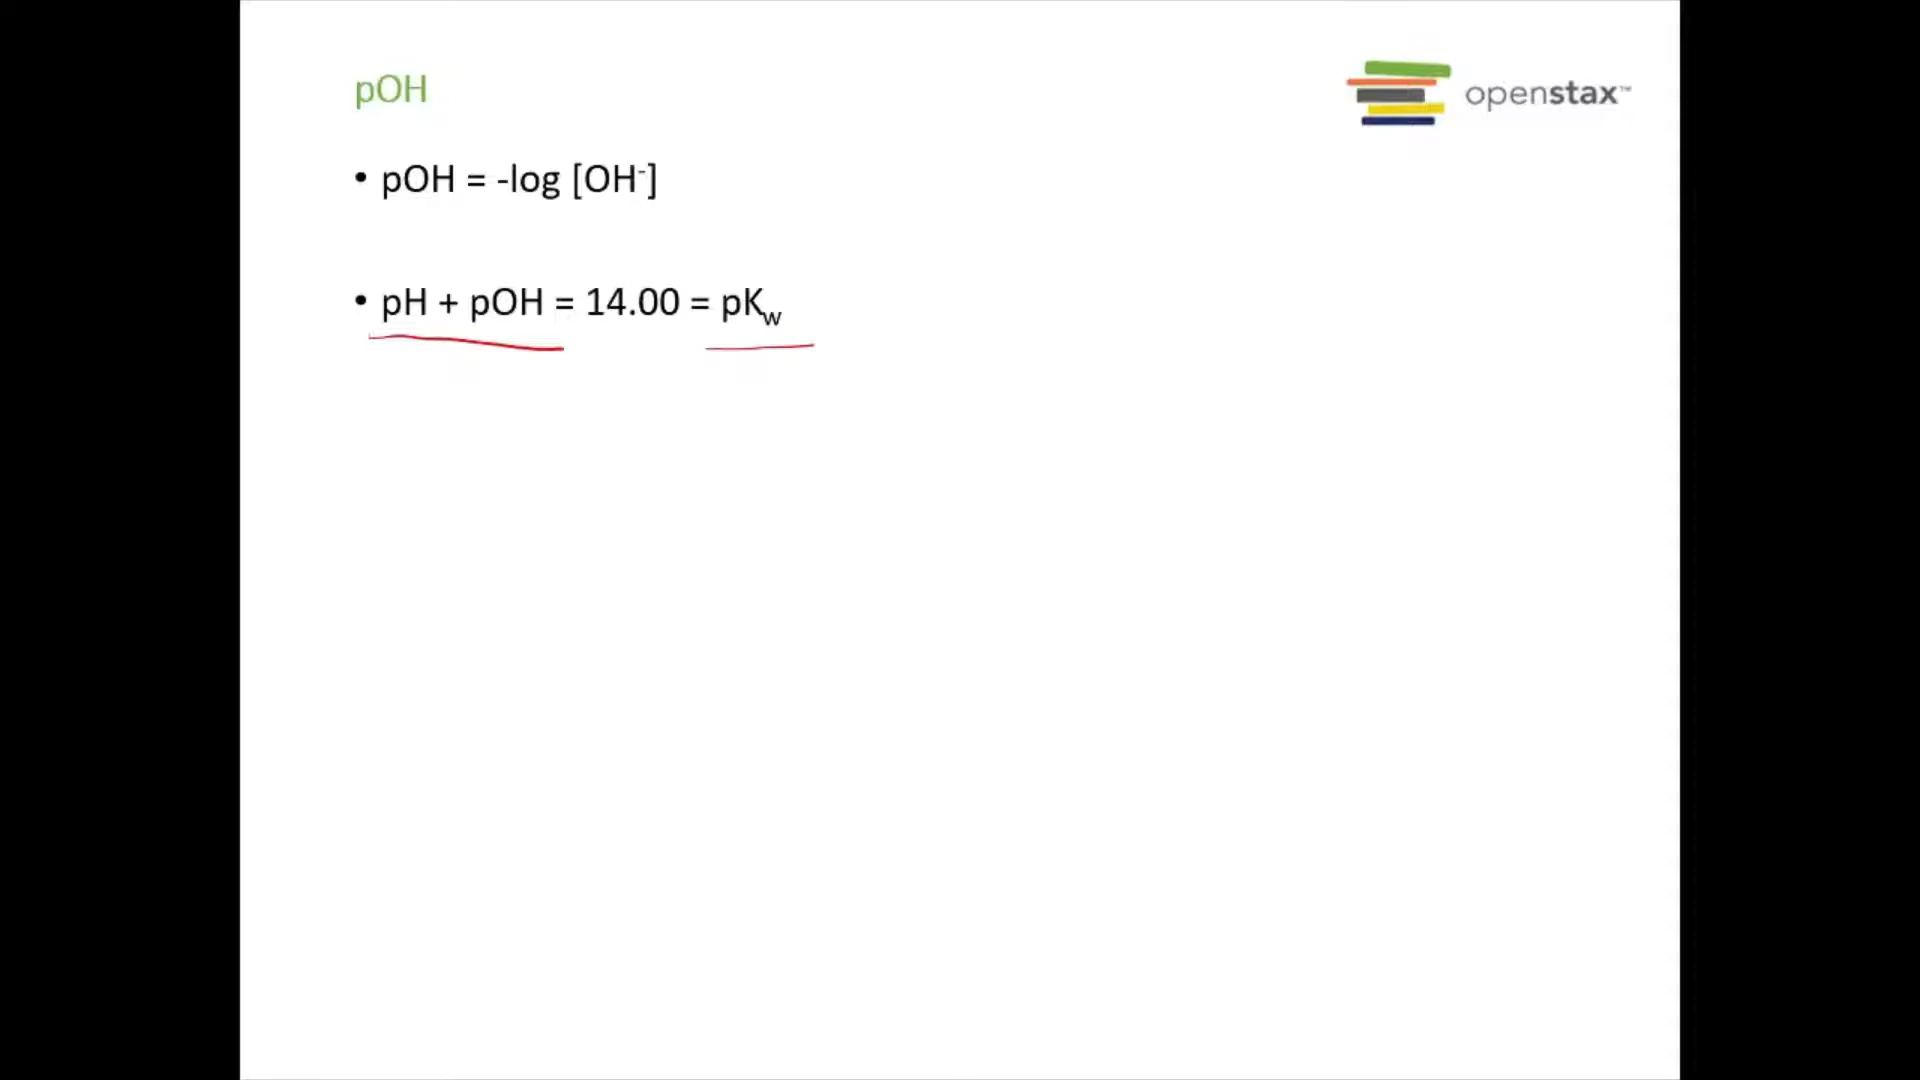 pOH
openstax™
• pOH = -log [OH⁻]
• pH + pOH = 14.00 = pKw